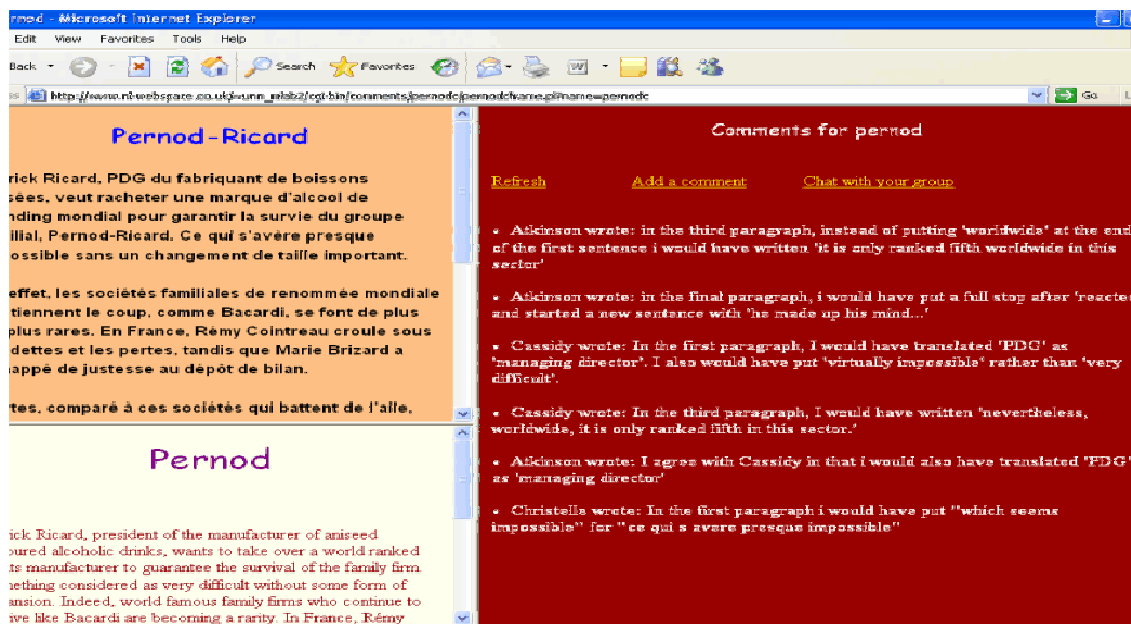 ernod - Microsoft Internet Explorer
Edit View Favorites Tools Help
Back Search Favorites
Go
Pernod-Ricard
rick Ricard, PDG du fabriquant de boissons
sées, veut racheter une marque d'alcool de
nding mondial pour garantir la survie du groupe
ilial, Pernod-Ricard. Ce qui s'avère presque
ossible sans un changement de taille important.
effet, les sociétés familiales de renommée mondiale
tiennent le coup, comme Bacardi, se font de plus
plus rares. En France, Rémy Cointreau croule sous
dettes et les pertes, tandis que Marie Brizard a
happé de justesse au dépôt de bilan.
rtes, comparé à ces sociétés qui battent de l'aile,
Pernod
ick Ricard, president of the manufacturer of aniseed
oured alcoholic drinks, wants to take over a world ranked
ts manufacturer to guarantee the survival of the family firm
mething considered as very difficult without some form of
ansion. Indeed, world famous family firms who continue to
ive like Bacardi are becoming a rarity. In France, Rémy
Comments for pernod
Refresh Add a comment Chat with your group
• Atkinson wrote: in the third paragraph, instead of putting 'worldwide' at the end
of the first sentence i would have written 'it is only ranked fifth worldwide in this
sector'
• Atkinson wrote: in the final paragraph, i would have put a full stop after 'reacte
and started a new sentence with 'he made up his mind...'
• Cassidy wrote: In the first paragraph, I would have translated 'PDG' as
'managing director'. I also would have put 'virtually impossible' rather than 'very
difficult'.
• Cassidy wrote: In the third paragraph, I would have written 'nevertheless,
worldwide, it is only ranked fifth in this sector.'
• Atkinson wrote: I agree with Cassidy in that i would also have translated 'PDG'
as 'managing director'
• Christelle wrote: In the first paragraph i would have put "which seems
impossible" for " ce qui s avere presque impossible"